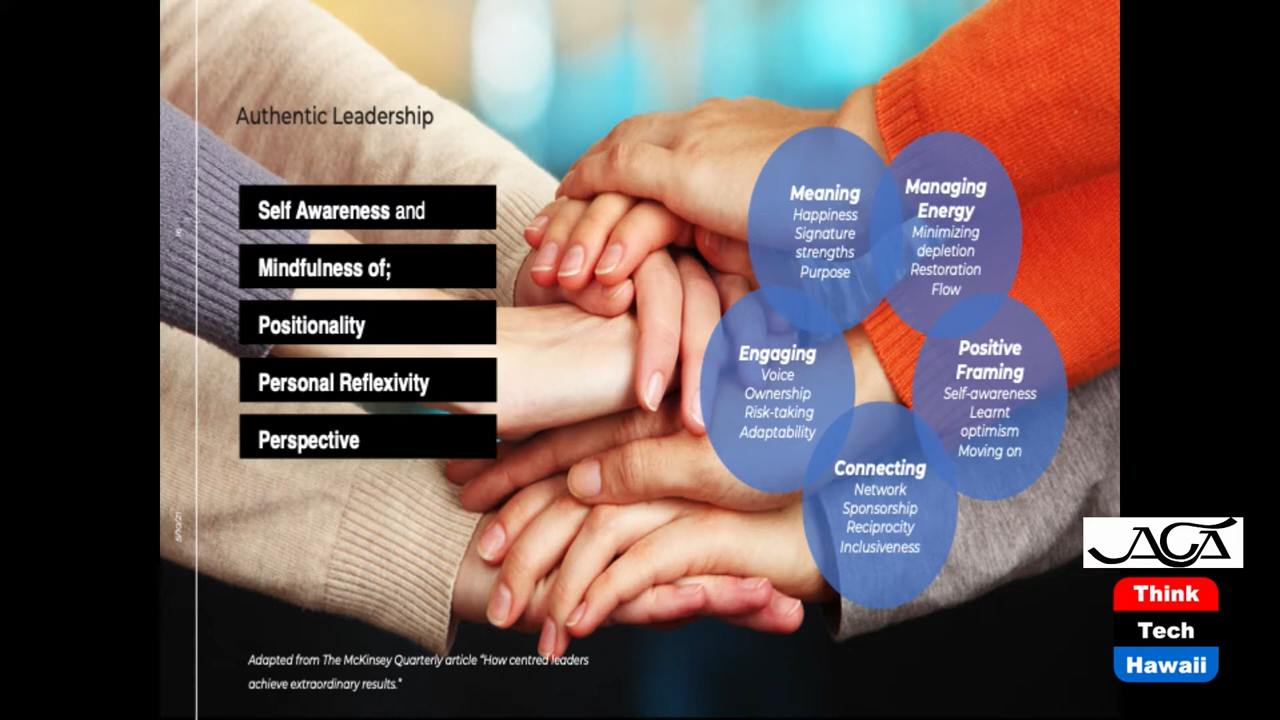 Authentic Leadership
Self Awareness and
Mindfulness of;
Positionality
Personal Reflexivity
Perspective
Meaning
Happiness
Signature
strengths
Purpose
Managing
Energy
Minimizing
depletion
Restoration
Flow
Engaging
Voice
Ownership
Risk-taking
Adaptability
Positive
Framing
Self-awareness
Learnt
optimism
Moving on
Connecting
Network
Sponsorship
Reciprocity
Inclusiveness
Adapted from The McKinsey Quarterly article “How centred leaders
achieve extraordinary results.”
JAGA
Think
Tech
Hawaii